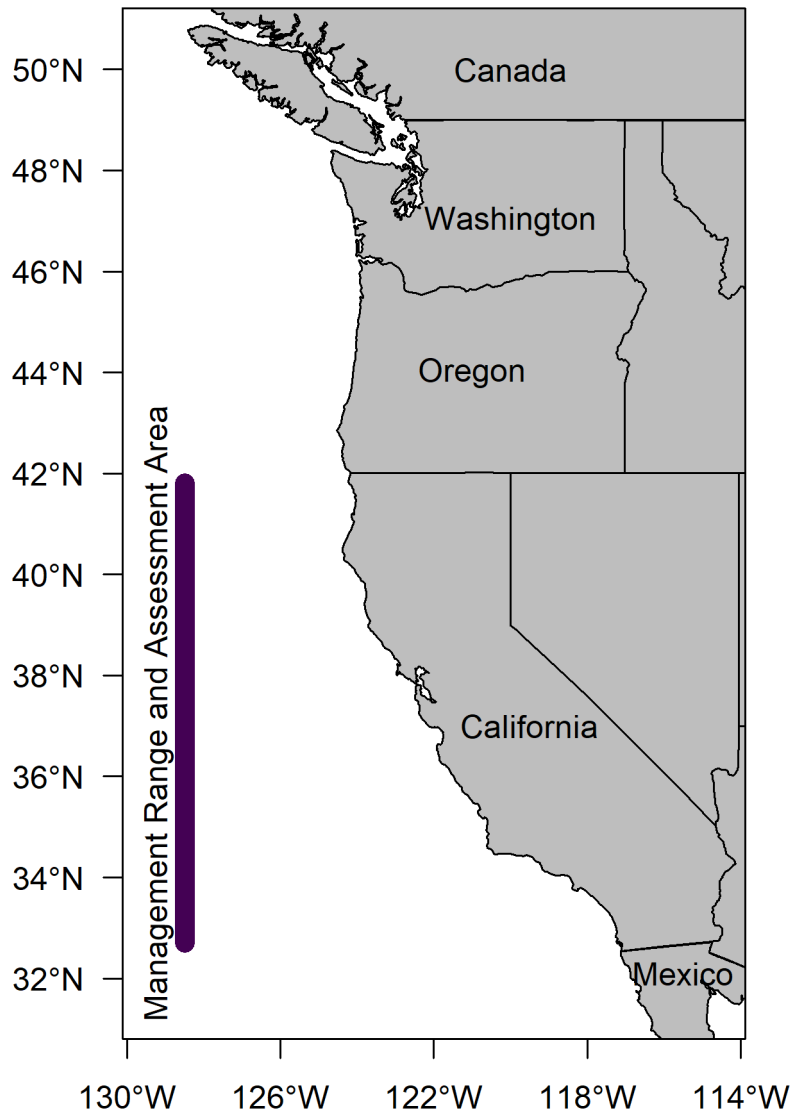 50°N
48°N
46°N
44°N
42°N
40°N
38°N
36°N
34°N
32°N
Canada
Washington
Oregon
California
Mexico
Management Range and Assessment Area
130°W 126°W 122°W 118°W 114°W